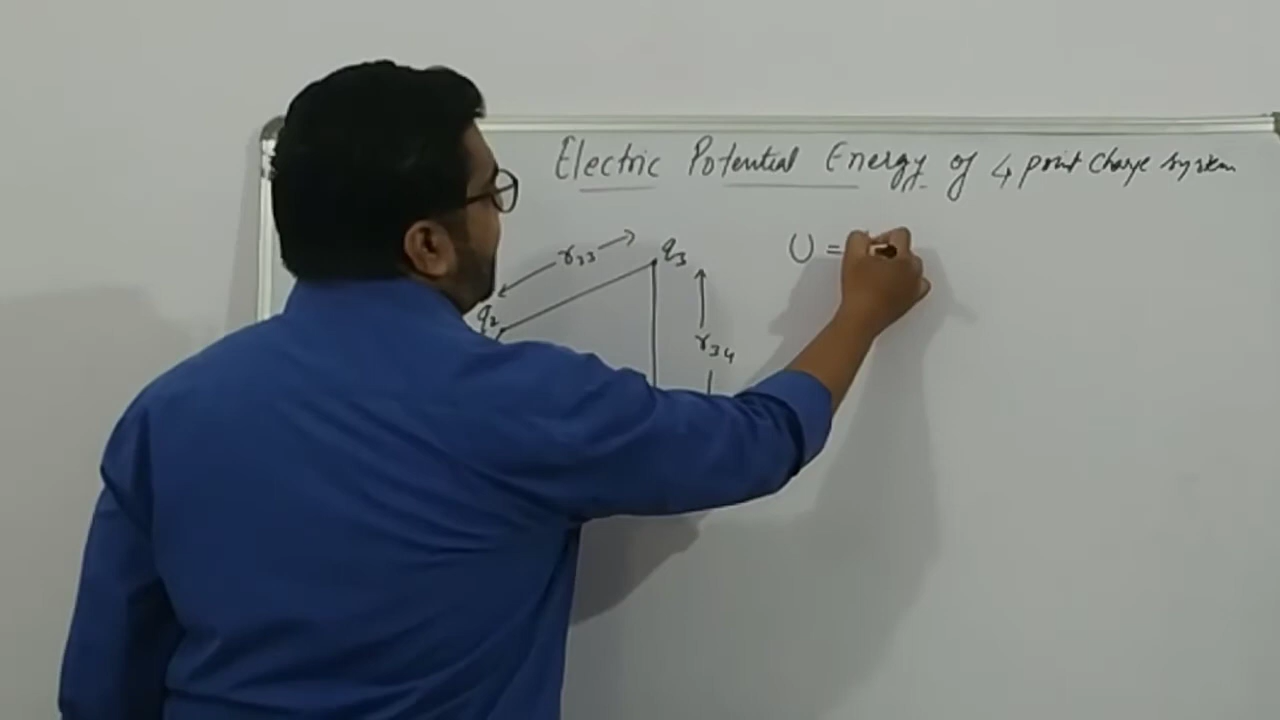 Electric Potential Energy of 4 point charge system
r23
q3
U =
q2
r34